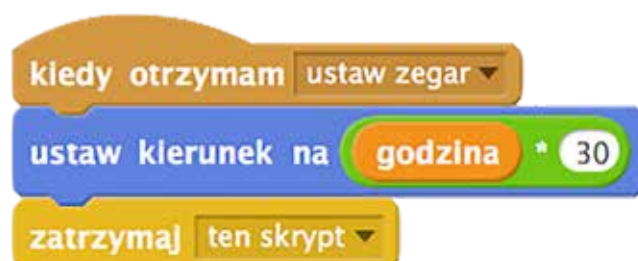 kiedy otrzymam ustaw zegar
ustaw kierunek na godzina * 30
zatrzymaj ten skrypt